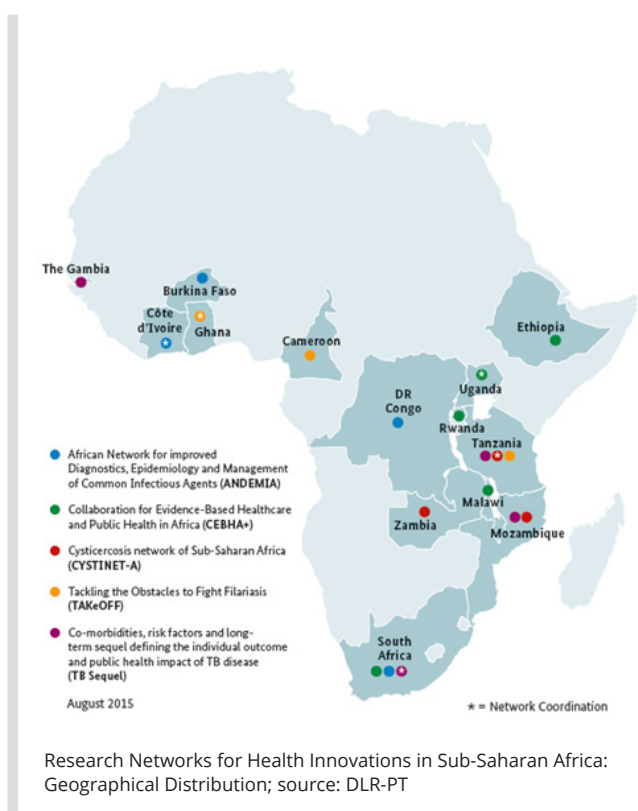 The Gambia
Burkina Faso
Côte
d'Ivoire
Ghana
Cameroon
Ethiopia
Uganda
DR
Congo
Rwanda
Tanzania
Malawi
Zambia
Mozambique
South
Africa
African Network for improved
Diagnostics, Epidemiology and Management
of Common Infectious Agents (ANDEMIA)
Collaboration for Evidence-Based Healthcare
and Public Health in Africa (CEBHA+)
Cysticercosis network of Sub-Saharan Africa
(CYSTINET-A)
Tackling the Obstacles to Fight Filariasis
(TAKeOFF)
Co-morbidities, risk factors and long-
term sequel defining the individual outcome
and public health impact of TB disease
(TB Sequel)
August 2015
* = Network Coordination
Research Networks for Health Innovations in Sub-Saharan Africa:
Geographical Distribution; source: DLR-PT